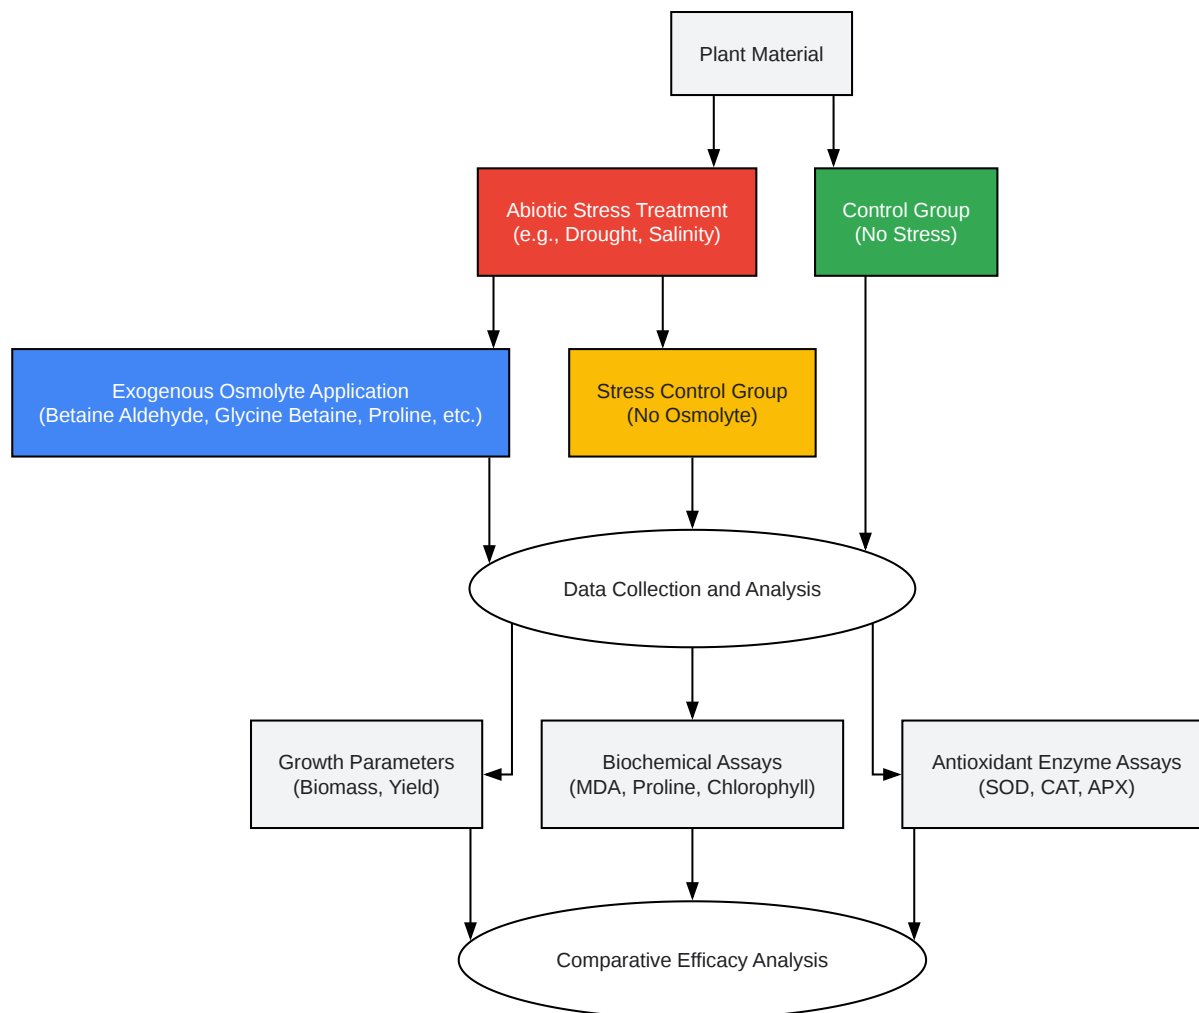 Plant Material
Abiotic Stress Treatment
(e.g., Drought, Salinity)
Control Group
(No Stress)
Exogenous Osmolyte Application
(Betaine Aldehyde, Glycine Betaine, Proline, etc.)
Stress Control Group
(No Osmolyte)
Data Collection and Analysis
Growth Parameters
(Biomass, Yield)
Biochemical Assays
(MDA, Proline, Chlorophyll)
Antioxidant Enzyme Assays
(SOD, CAT, APX)
Comparative Efficacy Analysis